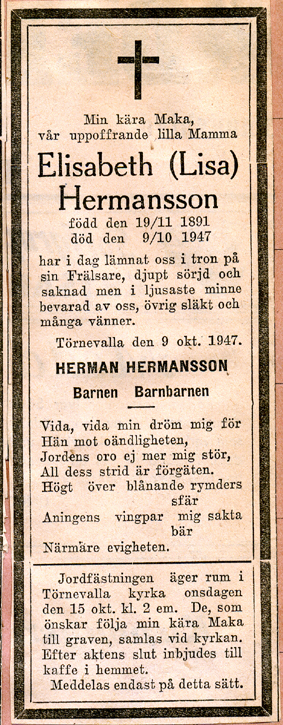 Min kära Maka,
vår uppoffrande lilla Mamma
Elisabeth (Lisa)
Hermansson
född den 19/11 1891
död den 9/10 1947
har i dag lämnat oss i tron på
sin Frälsare, djupt sörjd och
saknad men i ljusaste minne
bevarad av oss, övrig släkt och
många vänner.
Törnevalla den 9 okt. 1947.
HERMAN HERMANSSON
Barnen Barnbarnen
Vida, vida min dröm mig för
Hän mot oändligheten,
Jordens oro ej mer mig stör,
All dess strid är förgäten.
Högt över blånande rymders
sfär
Aningens vingpar mig sakta
bär
Närmare evigheten.
Jordfästningen äger rum i
Törnevalla kyrka onsdagen
den 15 okt. kl. 2 em. De, som
önskar följa min kära Maka
till graven, samlas vid kyrkan.
Efter aktens slut inbjudes till
kaffe i hemmet.
Meddelas endast på detta sätt.